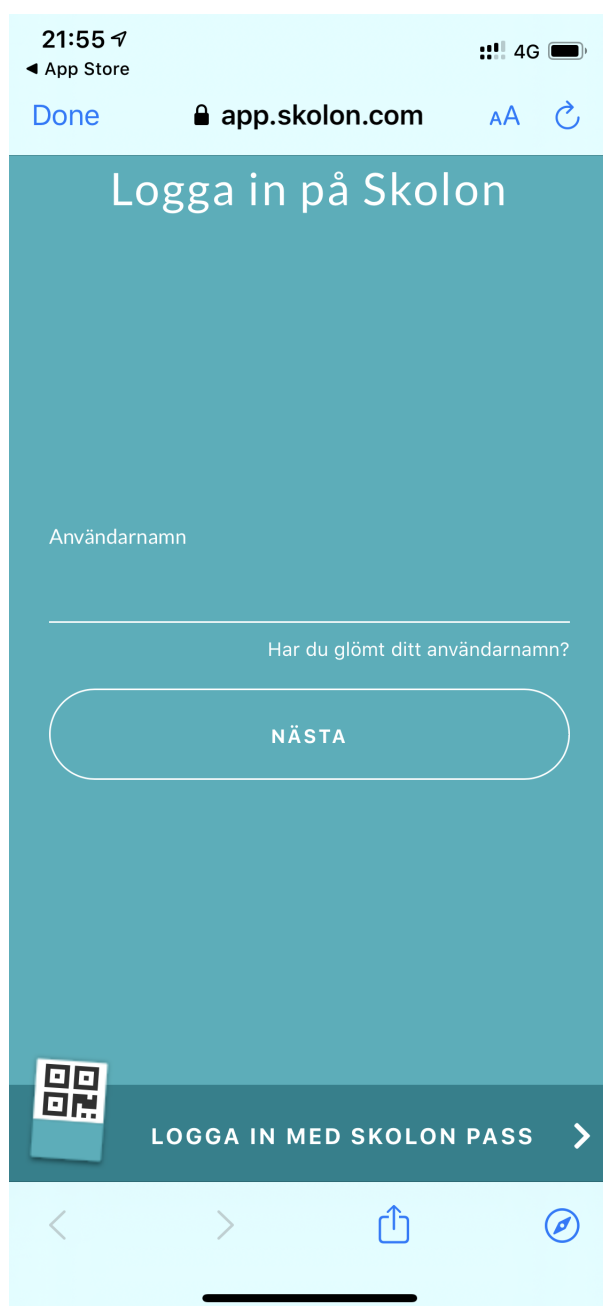 21:55
4G
◀ App Store
Done
app.skolon.com
AA
Logga in på Skolon
Användarnamn
Har du glömt ditt användarnamn?
NÄSTA
LOGGA IN MED SKOLON PASS